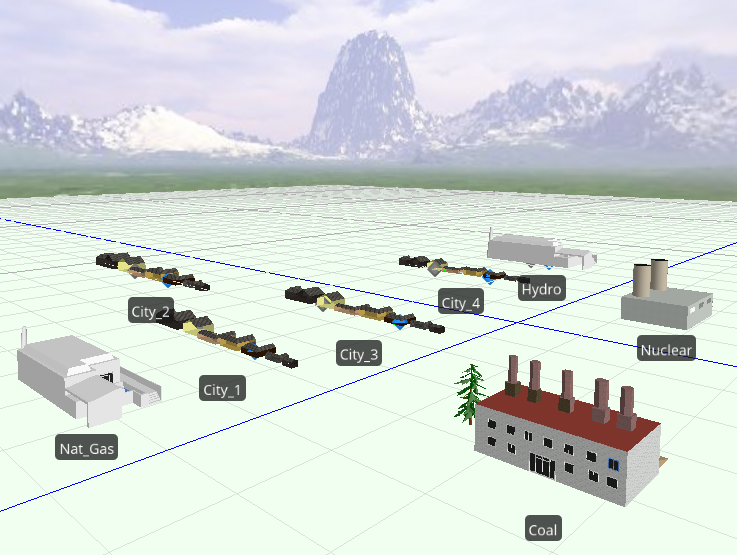 Hydro
City_4
City_2
Nuclear
City_3
City_1
Nat_Gas
Coal